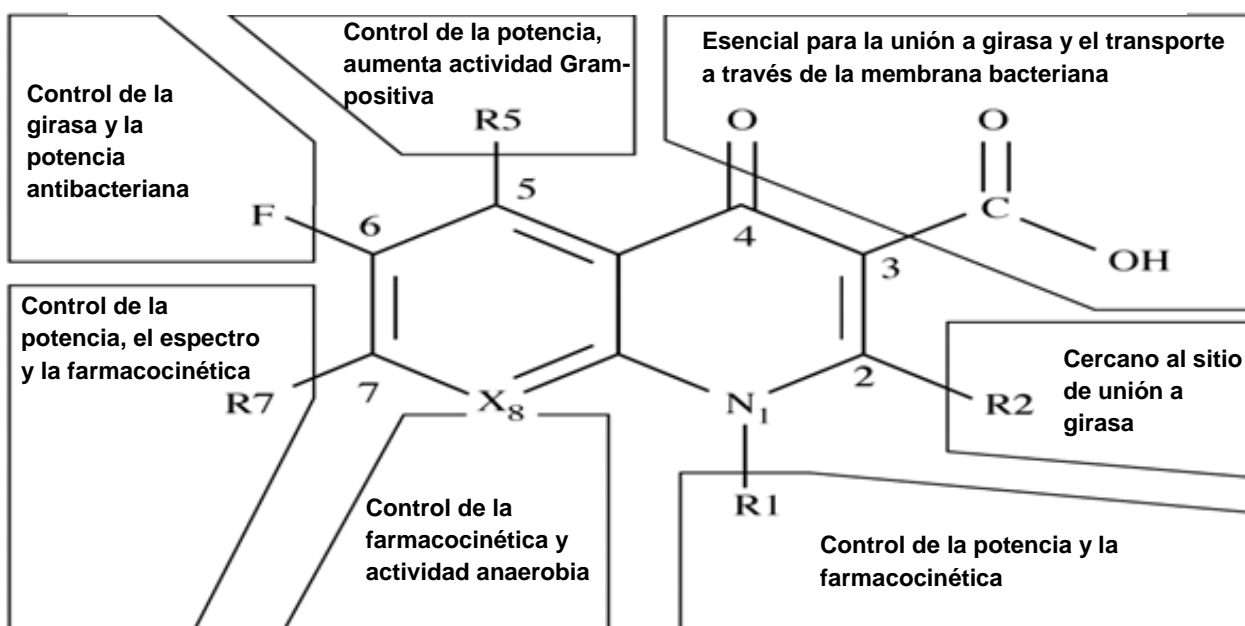 Control de la potencia,
aumenta actividad Gram-
positiva
Esencial para la unión a girasa y el transporte
a través de la membrana bacteriana
Control de la
girasa y la
potencia
antibacteriana
R5
O
O
5
F
6
4
C
3
OH
Control de la
potencia, el espectro
y la farmacocinética
R7
7
X8
N1
2
R2
Cercano al sitio
de unión a
girasa
R1
Control de la
farmacocinética y
actividad anaerobia
Control de la potencia y la
farmacocinética